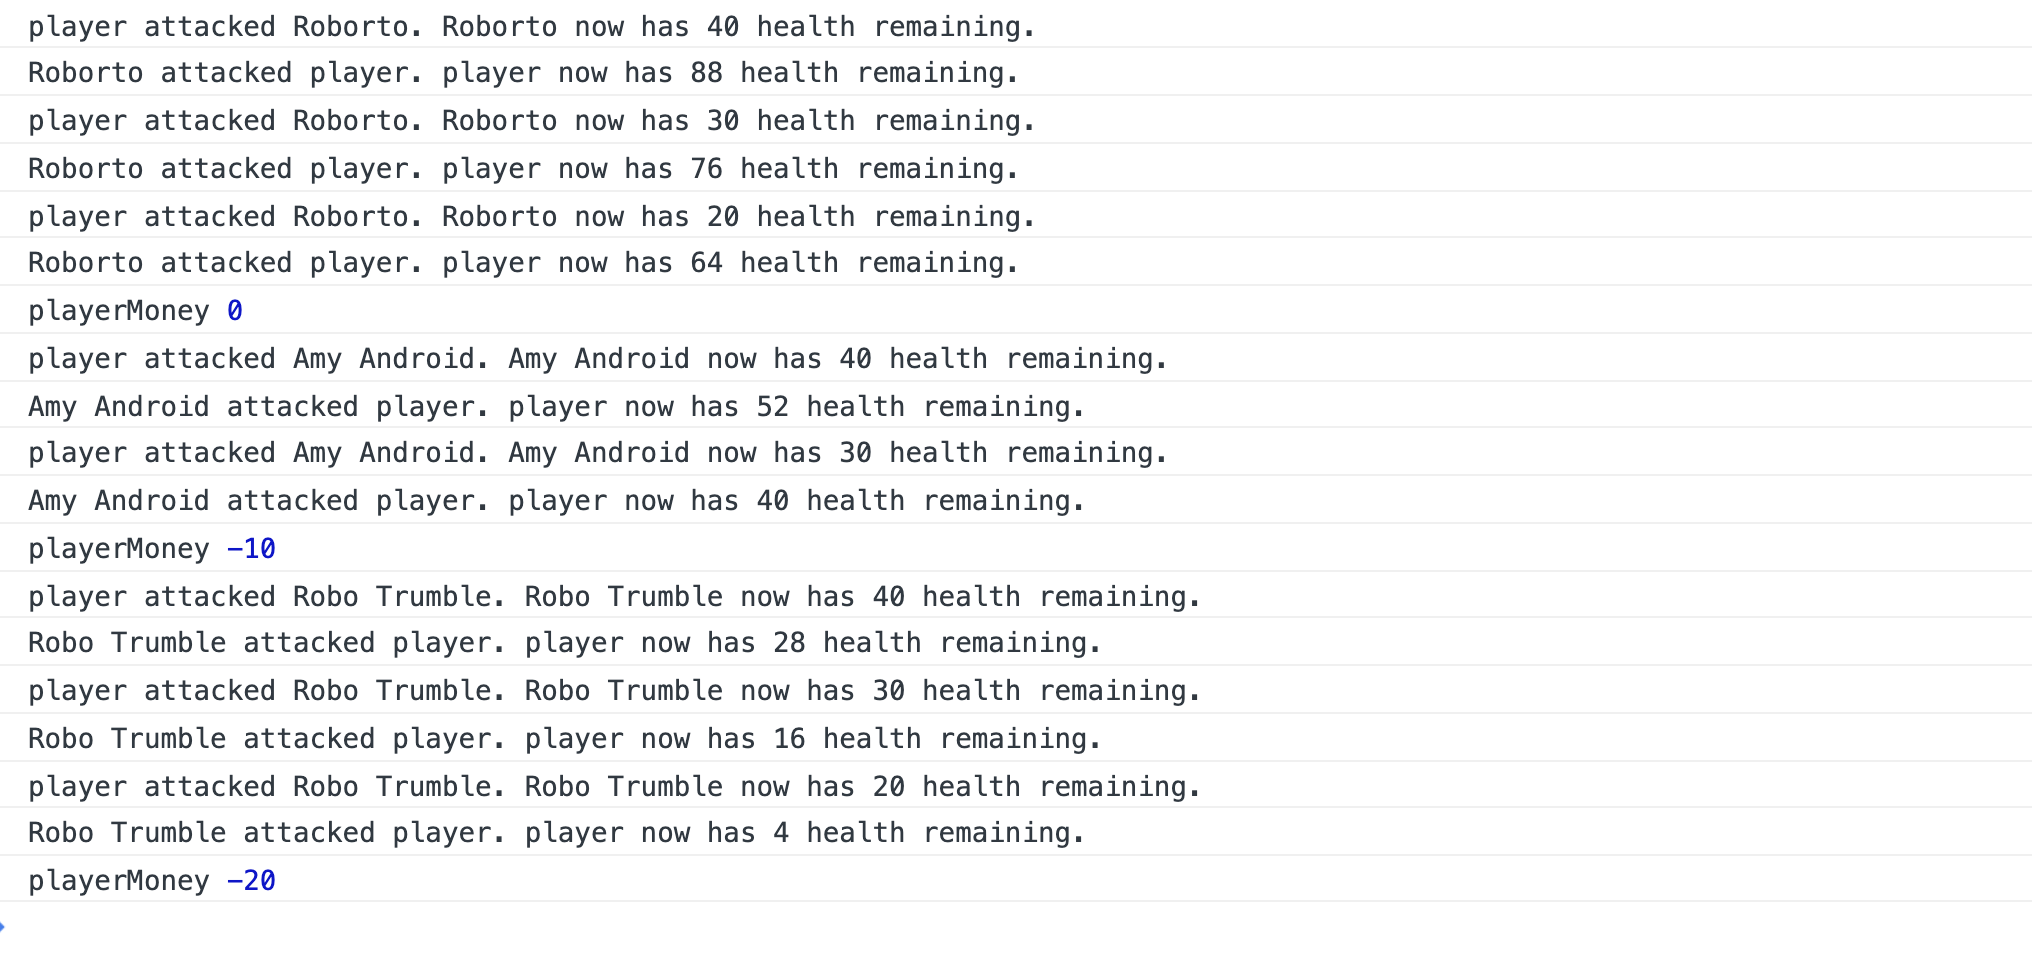 player attacked Roborto. Roborto now has 40 health remaining.
Roborto attacked player. player now has 88 health remaining.
player attacked Roborto. Roborto now has 30 health remaining.
Roborto attacked player. player now has 76 health remaining.
player attacked Roborto. Roborto now has 20 health remaining.
Roborto attacked player. player now has 64 health remaining.
playerMoney 0
player attacked Amy Android. Amy Android now has 40 health remaining.
Amy Android attacked player. player now has 52 health remaining.
player attacked Amy Android. Amy Android now has 30 health remaining.
Amy Android attacked player. player now has 40 health remaining.
playerMoney -10
player attacked Robo Trumble. Robo Trumble now has 40 health remaining.
Robo Trumble attacked player. player now has 28 health remaining.
player attacked Robo Trumble. Robo Trumble now has 30 health remaining.
Robo Trumble attacked player. player now has 16 health remaining.
player attacked Robo Trumble. Robo Trumble now has 20 health remaining.
Robo Trumble attacked player. player now has 4 health remaining.
playerMoney -20